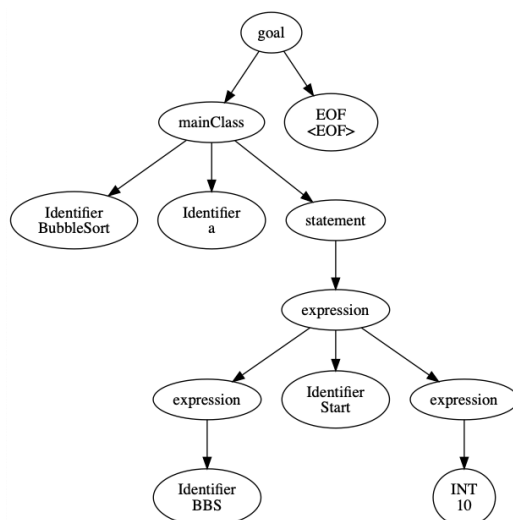 goal
mainClass
EOF
<EOF>
Identifier
BubbleSort
Identifier
a
statement
expression
expression
Identifier
Start
expression
Identifier
BBS
INT
10